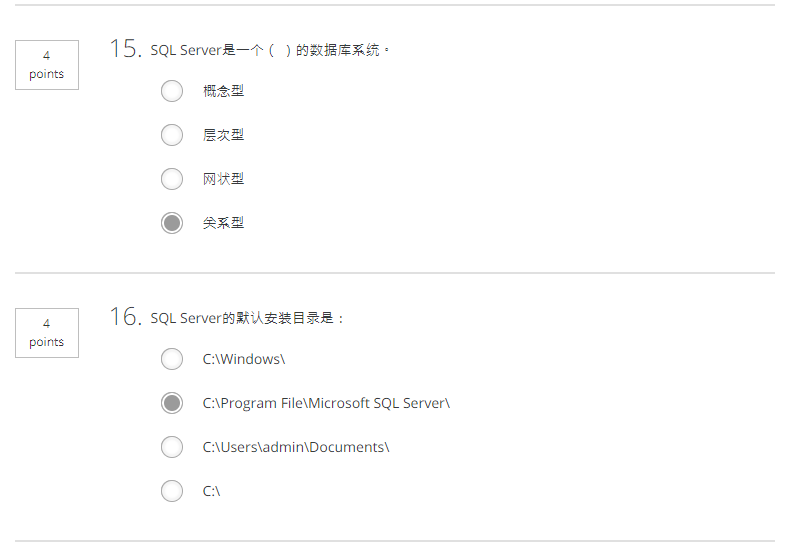 4
points
15. SQL Server是一个（ ）的数据库系统。
概念型
层次型
网状型
关系型
4
points
16. SQL Server的默认安装目录是：
C:\Windows\
C:\Program File\Microsoft SQL Server\
C:\Users\admin\Documents\
C:\